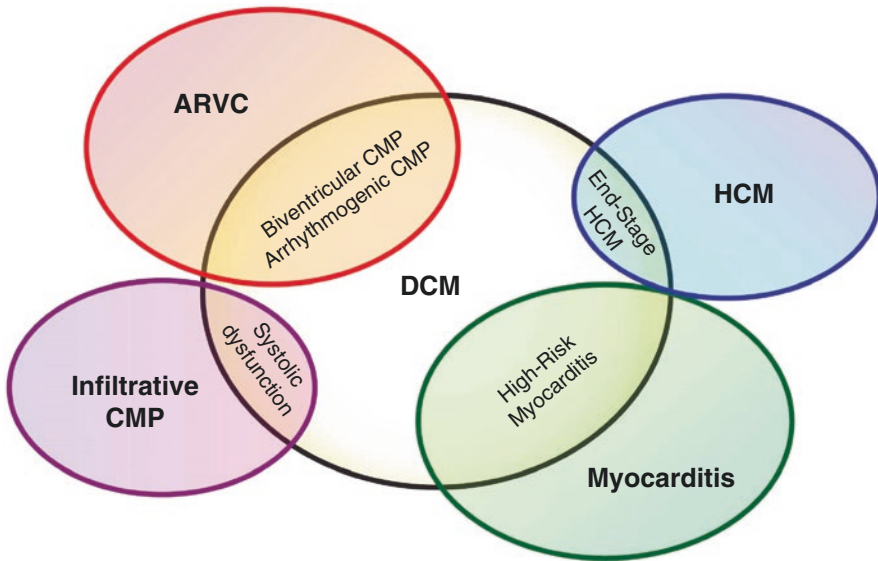 ARVC
Biventricular CMP
Arrhythmogenic CMP
End-Stage
HCM
HCM
DCM
Systolic
dysfunction
Infiltrative
CMP
High-Risk
Myocarditis
Myocarditis